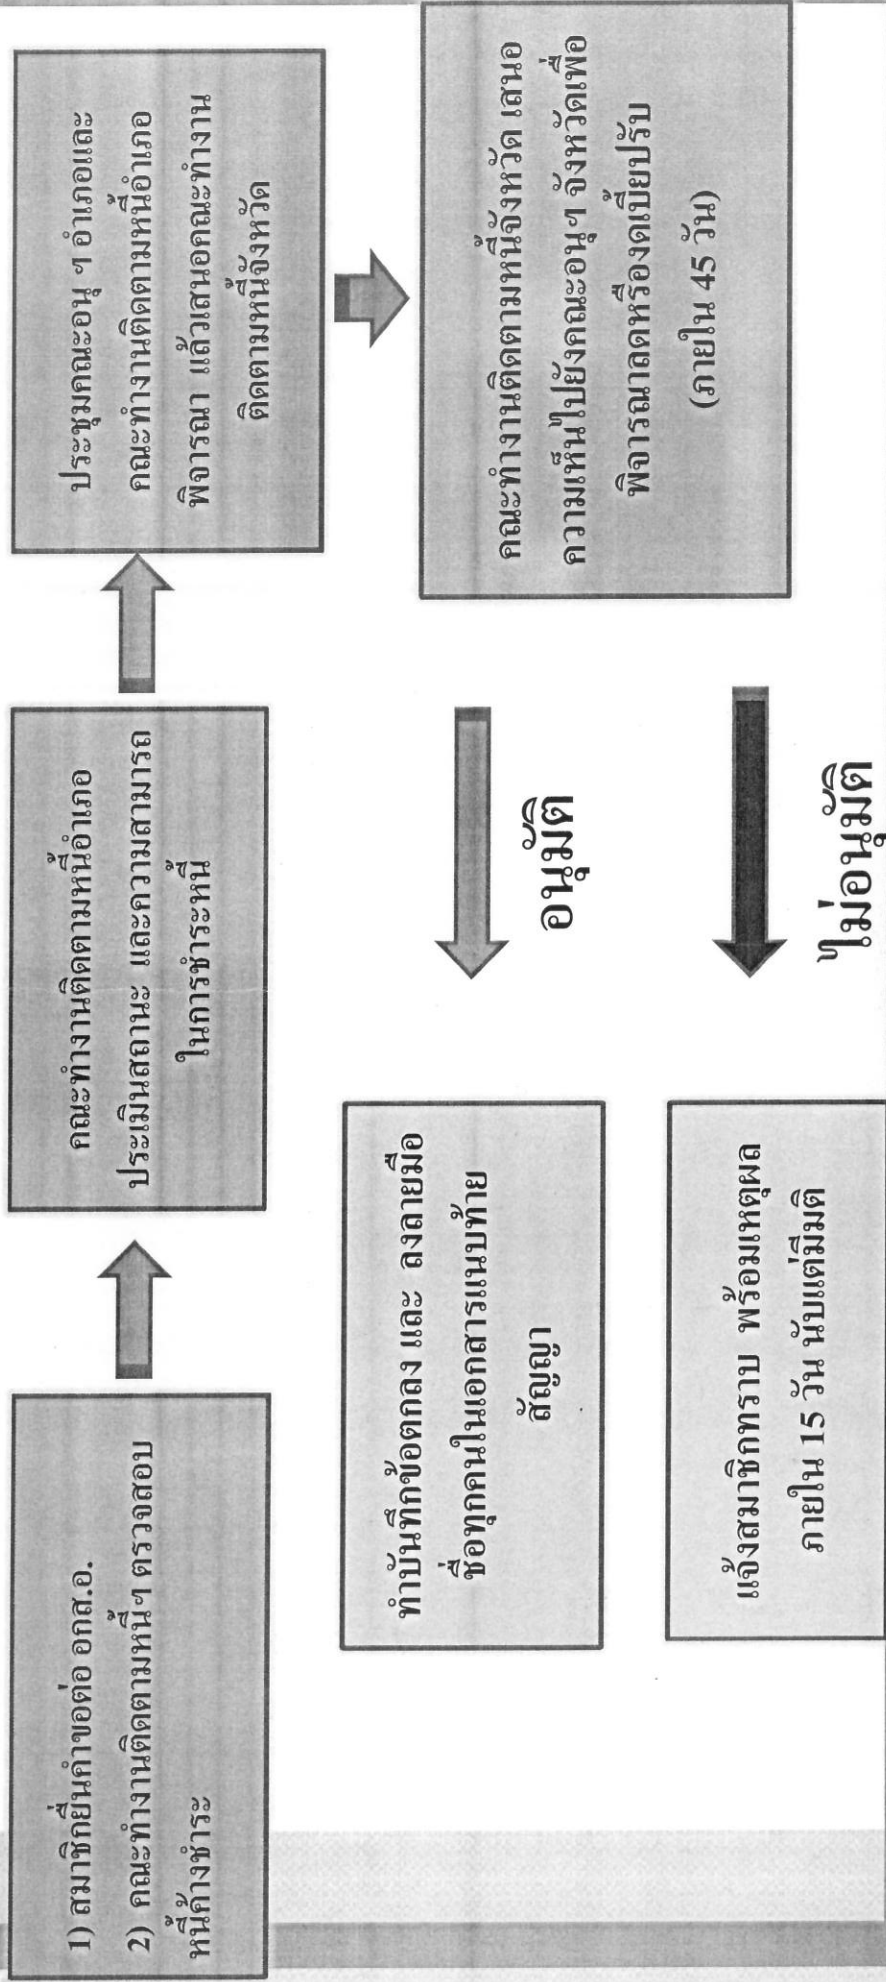 1) สมาชิกยื่นคำขอต่อ อกส.อ.
2) คณะทำงานติดตามหนี้ฯ ตรวจสอบ
หนี้ค้างชำระ
คณะทำงานติดตามหนี้อำเภอ
ประเมินสถานะ และความสามารถ
ในการชำระหนี้
ประชุมคณะอนุ ฯ อำเภอและ
คณะทำงานติดตามหนี้อำเภอ
พิจารณา แล้วเสนอคณะทำงาน
ติดตามหนี้จังหวัด
คณะทำงานติดตามหนี้จังหวัด เสนอ
ความเห็นไปยังคณะอนุฯ จังหวัดเพื่อ
พิจารณาลดหรืองดเบี้ยปรับ
(ภายใน 45 วัน)
อนุมัติ
ทำบันทึกข้อตกลง และ ลงลายมือ
ชื่อทุกคนในเอกสารแนบท้าย
สัญญา
ไม่อนุมัติ
แจ้งสมาชิกทราบ พร้อมเหตุผล
ภายใน 15 วัน นับแต่มีมติ